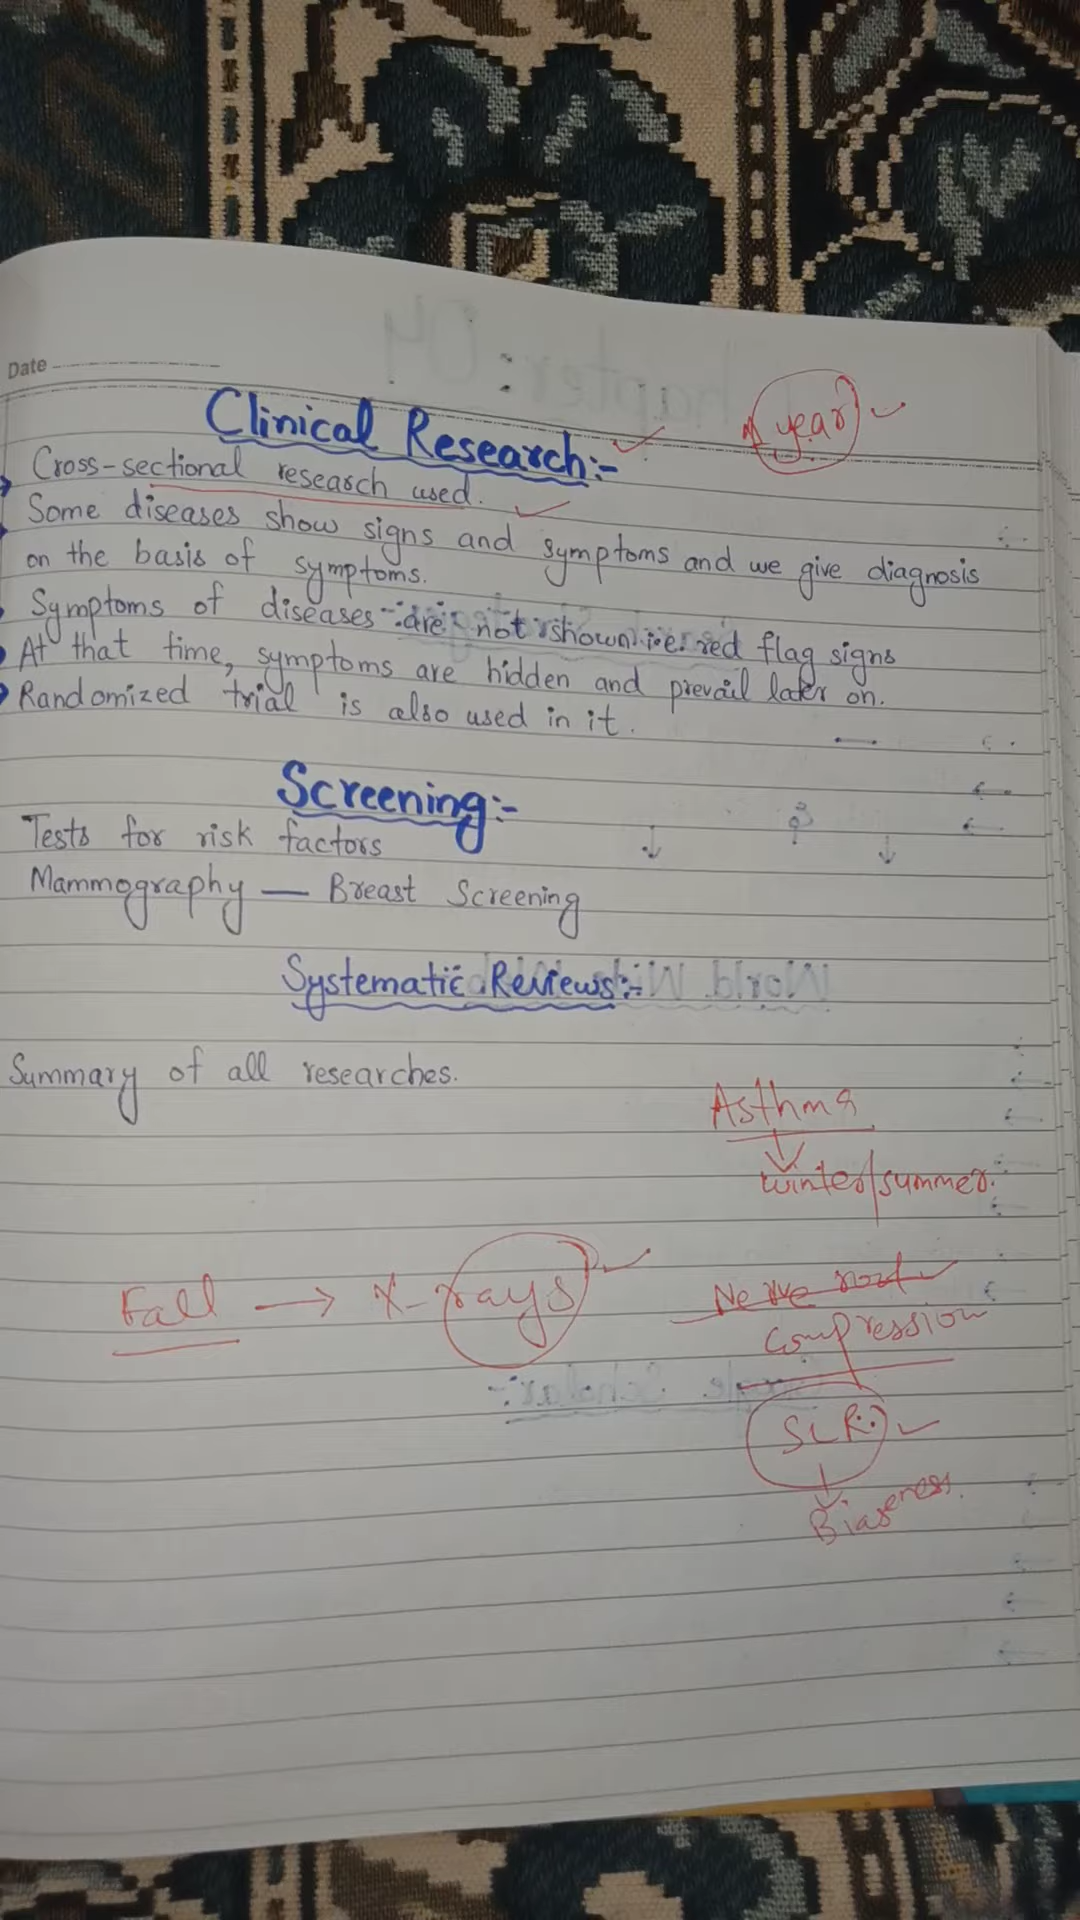 Date
Clinical Research:-
year
Cross-sectional research used.
Some diseases show signs and symptoms and we give diagnosis
on the basis of symptoms.
Symptoms of diseases are not shown i.e. red flag signs
At that time, symptoms are hidden and prevail later on.
Randomized trial is also used in it.
Screening:-
Tests for risk factors
Mammography — Breast Screening
Systematic Reviews:-
Summary of all researches.
Asthma
↓
winter/summer.
Fall → X-rays
Nerve root
compression
SLR
↓
Biaseness.